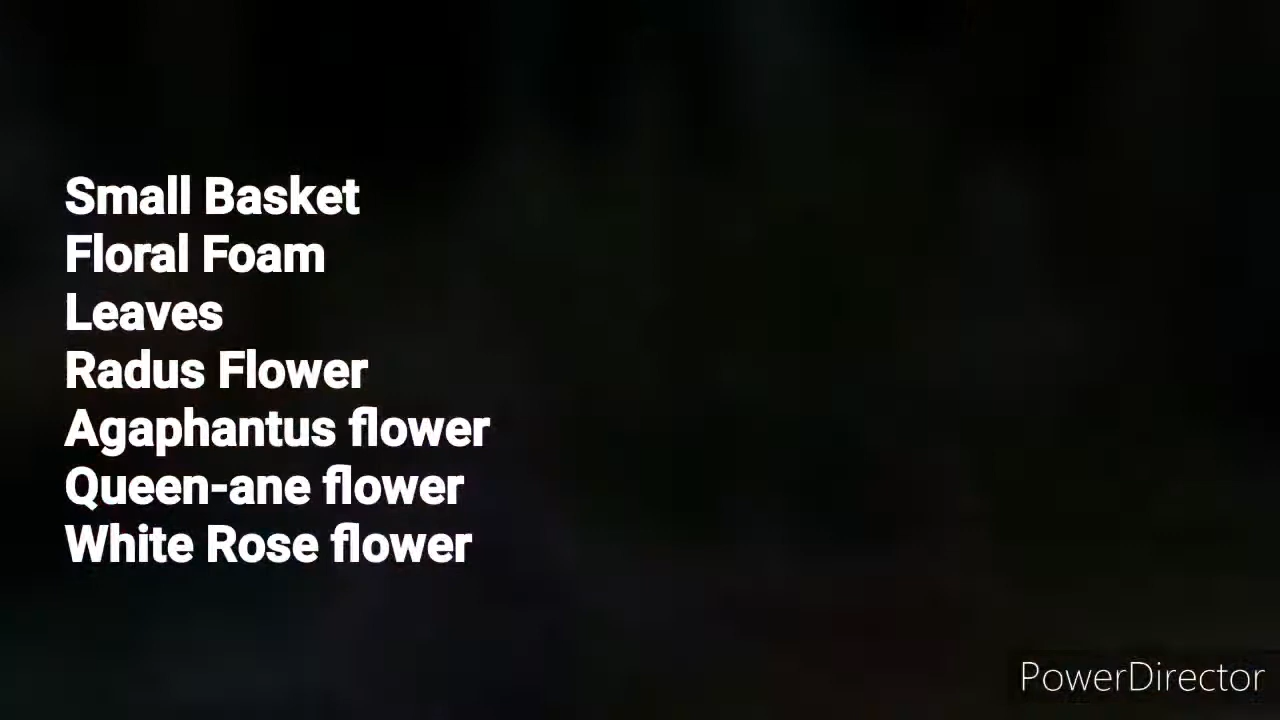 Small Basket
Floral Foam
Leaves
Radus Flower
Agaphantus flower
Queen-ane flower
White Rose flower
PowerDirector